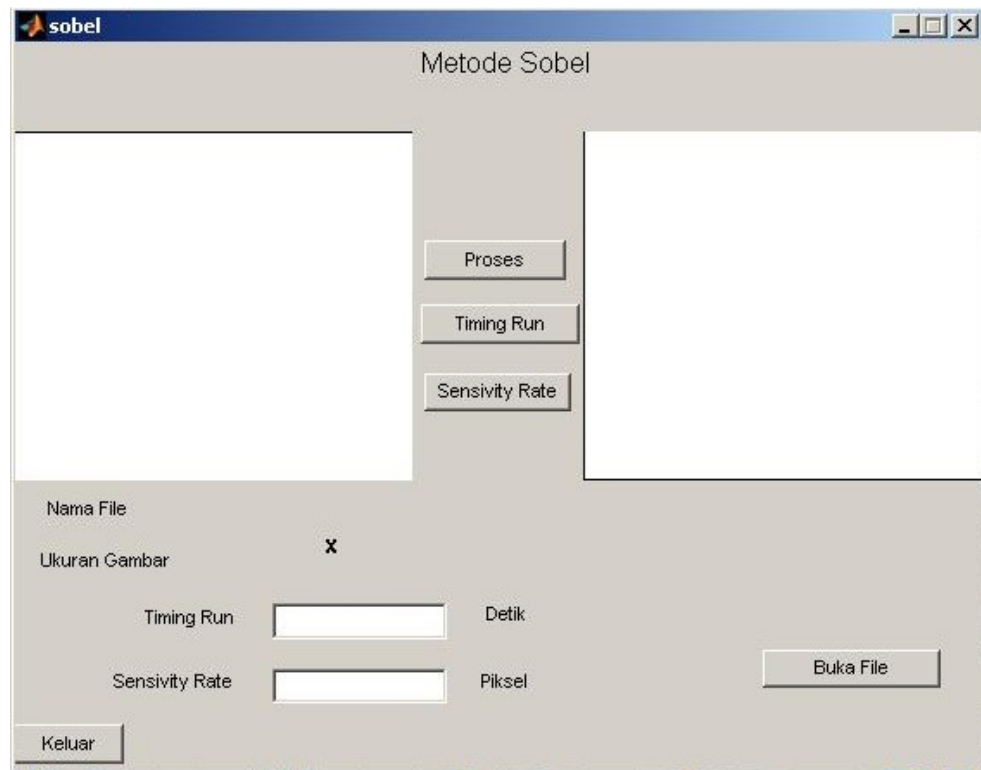 sobel
Metode Sobel
Proses
Timing Run
Sensivity Rate
Nama File
Ukuran Gambar x
Timing Run Detik
Sensivity Rate Piksel
Buka File
Keluar